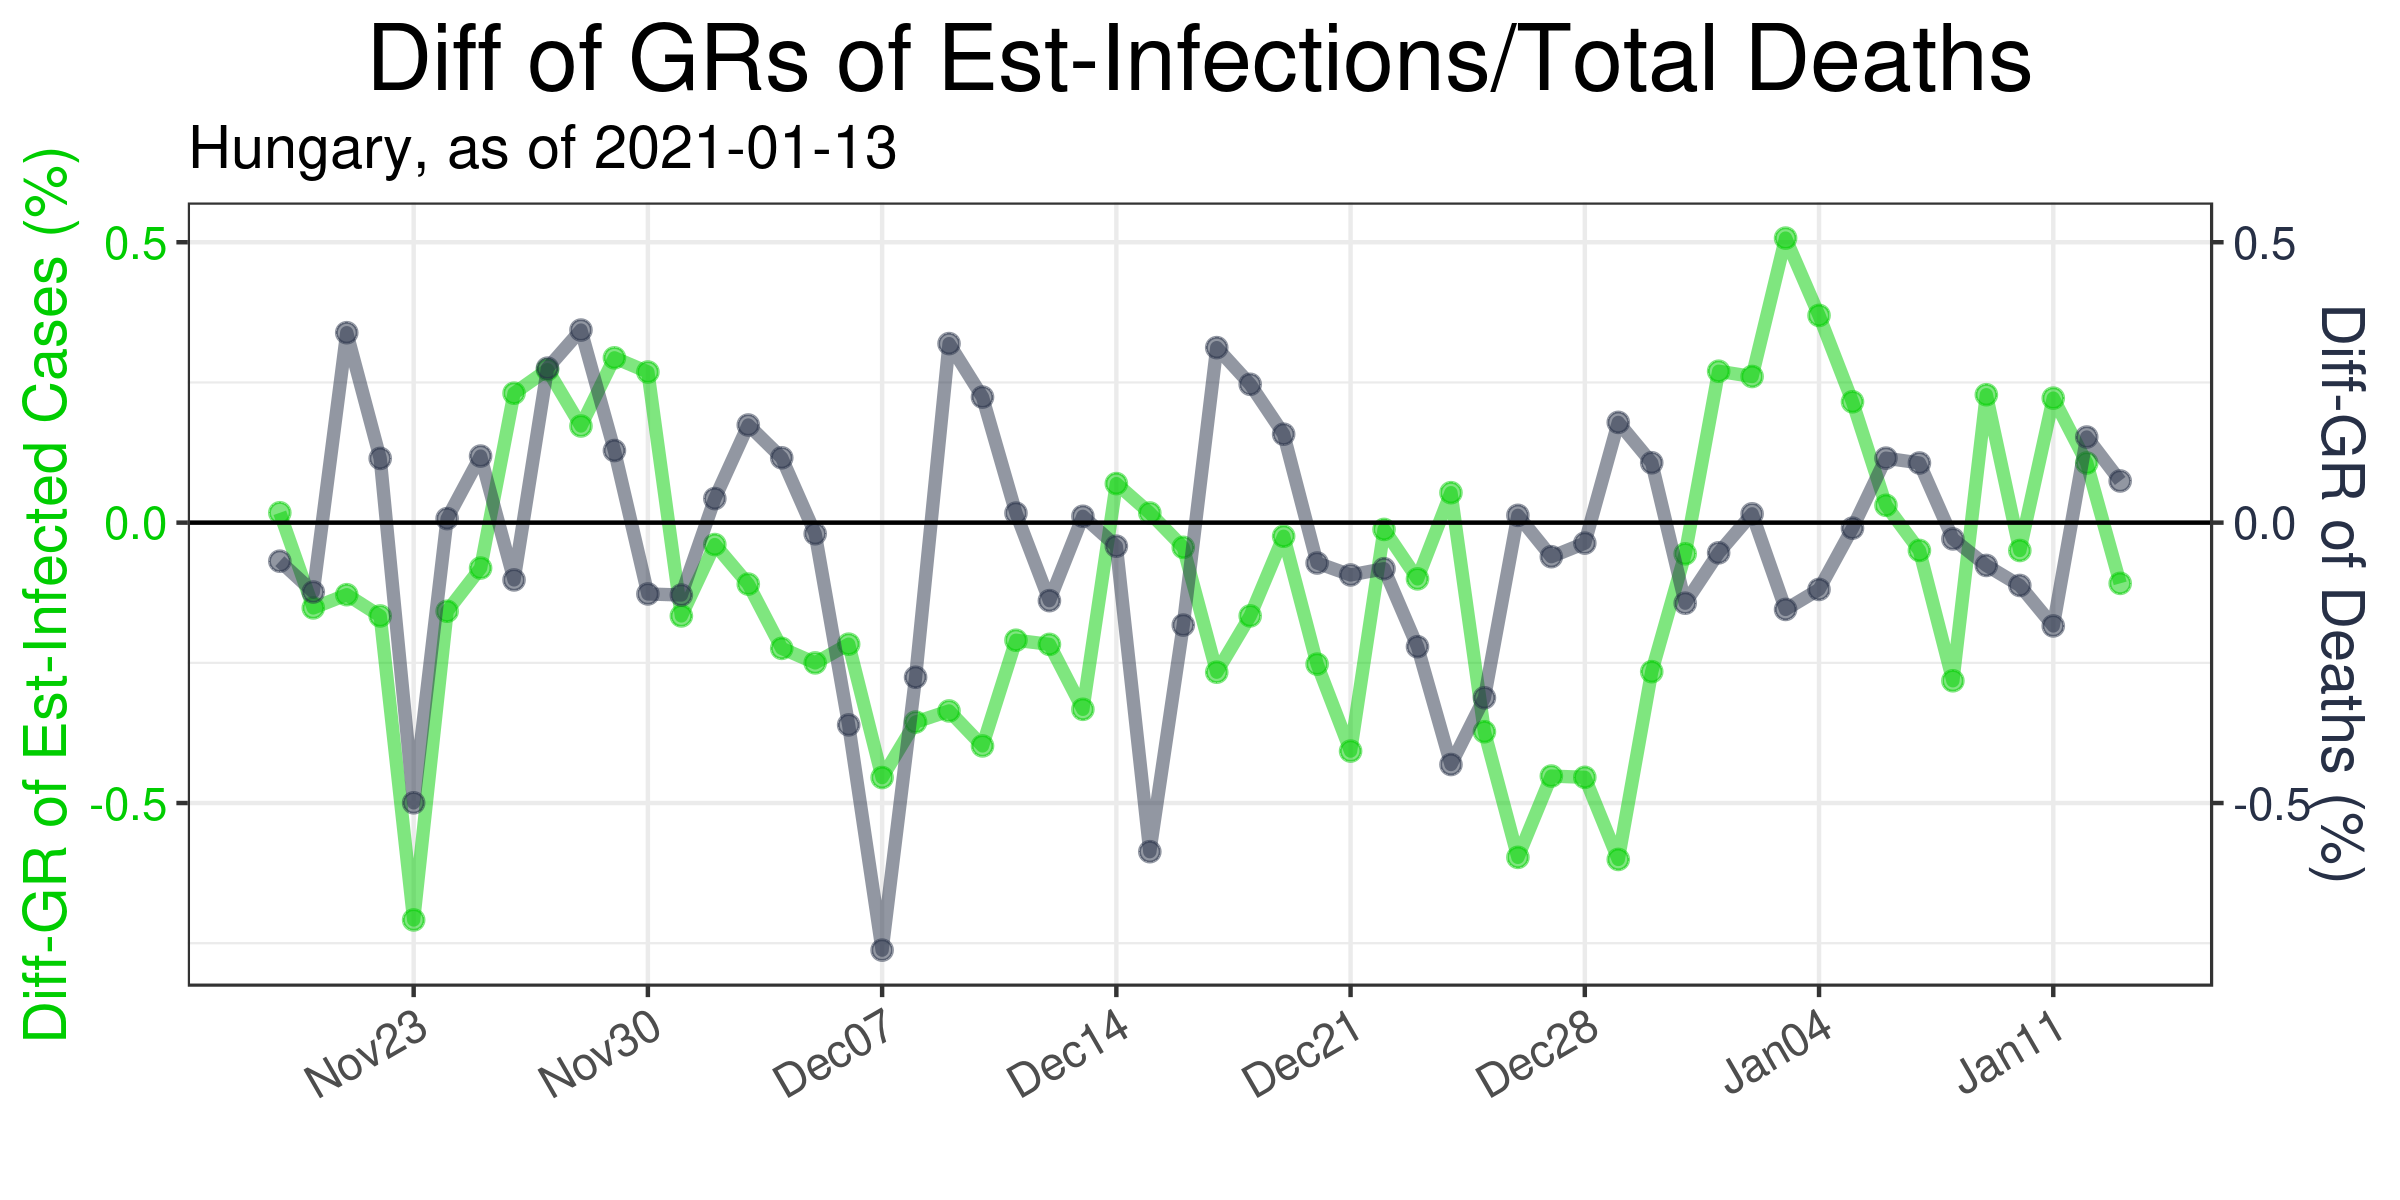 Diff of GRs of Est-Infections/Total Deaths
Hungary, as of 2021-01-13
Diff-GR of Est-Infected Cases (%)
0.5
0.0
-0.5
0.5
0.0
-0.5
Diff-GR of Deaths (%)
Nov23
Nov30
Dec07
Dec14
Dec21
Dec28
Jan04
Jan11